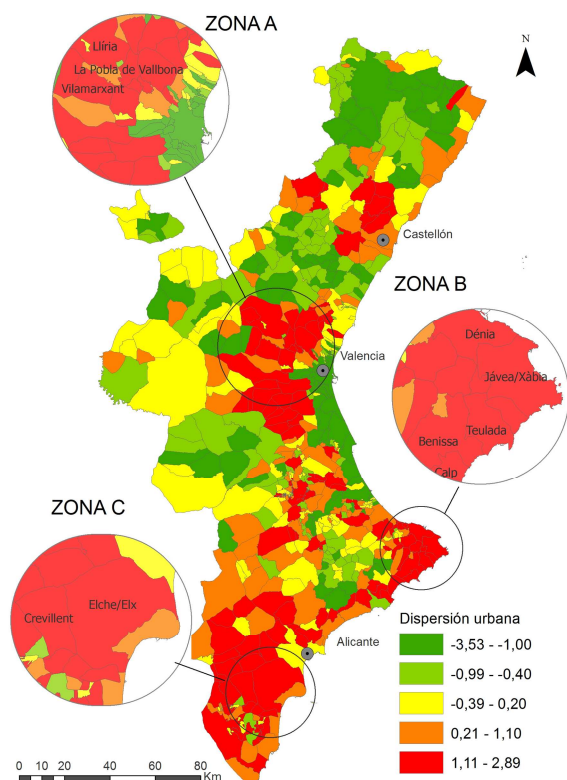 ZONA A
N
Llíria
La Pobla de Vallbona
Vilamarxant
Castellón
ZONA B
Dénia
Jávea/Xàbia
Valencia
Teulada
Benissa
Calp
ZONA C
Elche/Elx
Crevillent
Alicante
Dispersión urbana
-3,53 - -1,00
-0,99 - -0,40
-0,39 - 0,20
0,21 - 1,10
1,11 - 2,89
0 10 20 40 60 80
Km